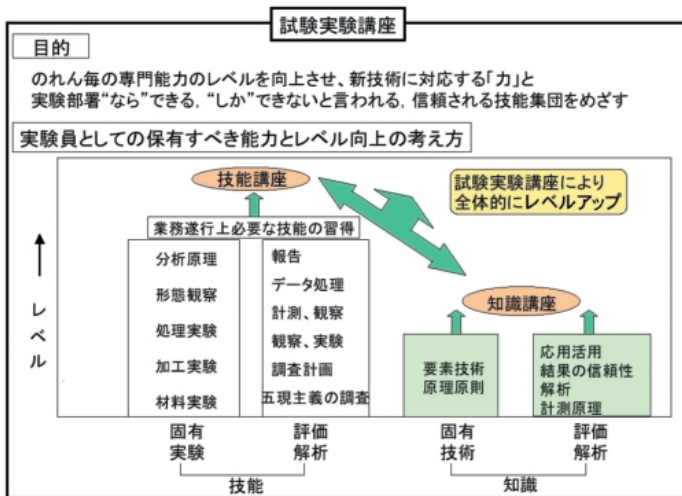 試験実験講座
目的
のれん毎の専門能力のレベルを向上させ、新技術に対応する「力」と
実験部署“なら”できる, “しか”できないと言われる, 信頼される技能集団をめざす
実験員としての保有すべき能力とレベル向上の考え方
技能講座
試験実験講座により
全体的にレベルアップ
業務遂行上必要な技能の習得
分析原理
形態観察
処理実験
加工実験
材料実験
報告
データ処理
計測、観察
観察、実験
調査計画
五現主義の調査
知識講座
要素技術
原理原則
応用活用
結果の信頼性
解析
計測原理
レベル
固有
実験
評価
解析
技能
固有
技術
評価
解析
知識